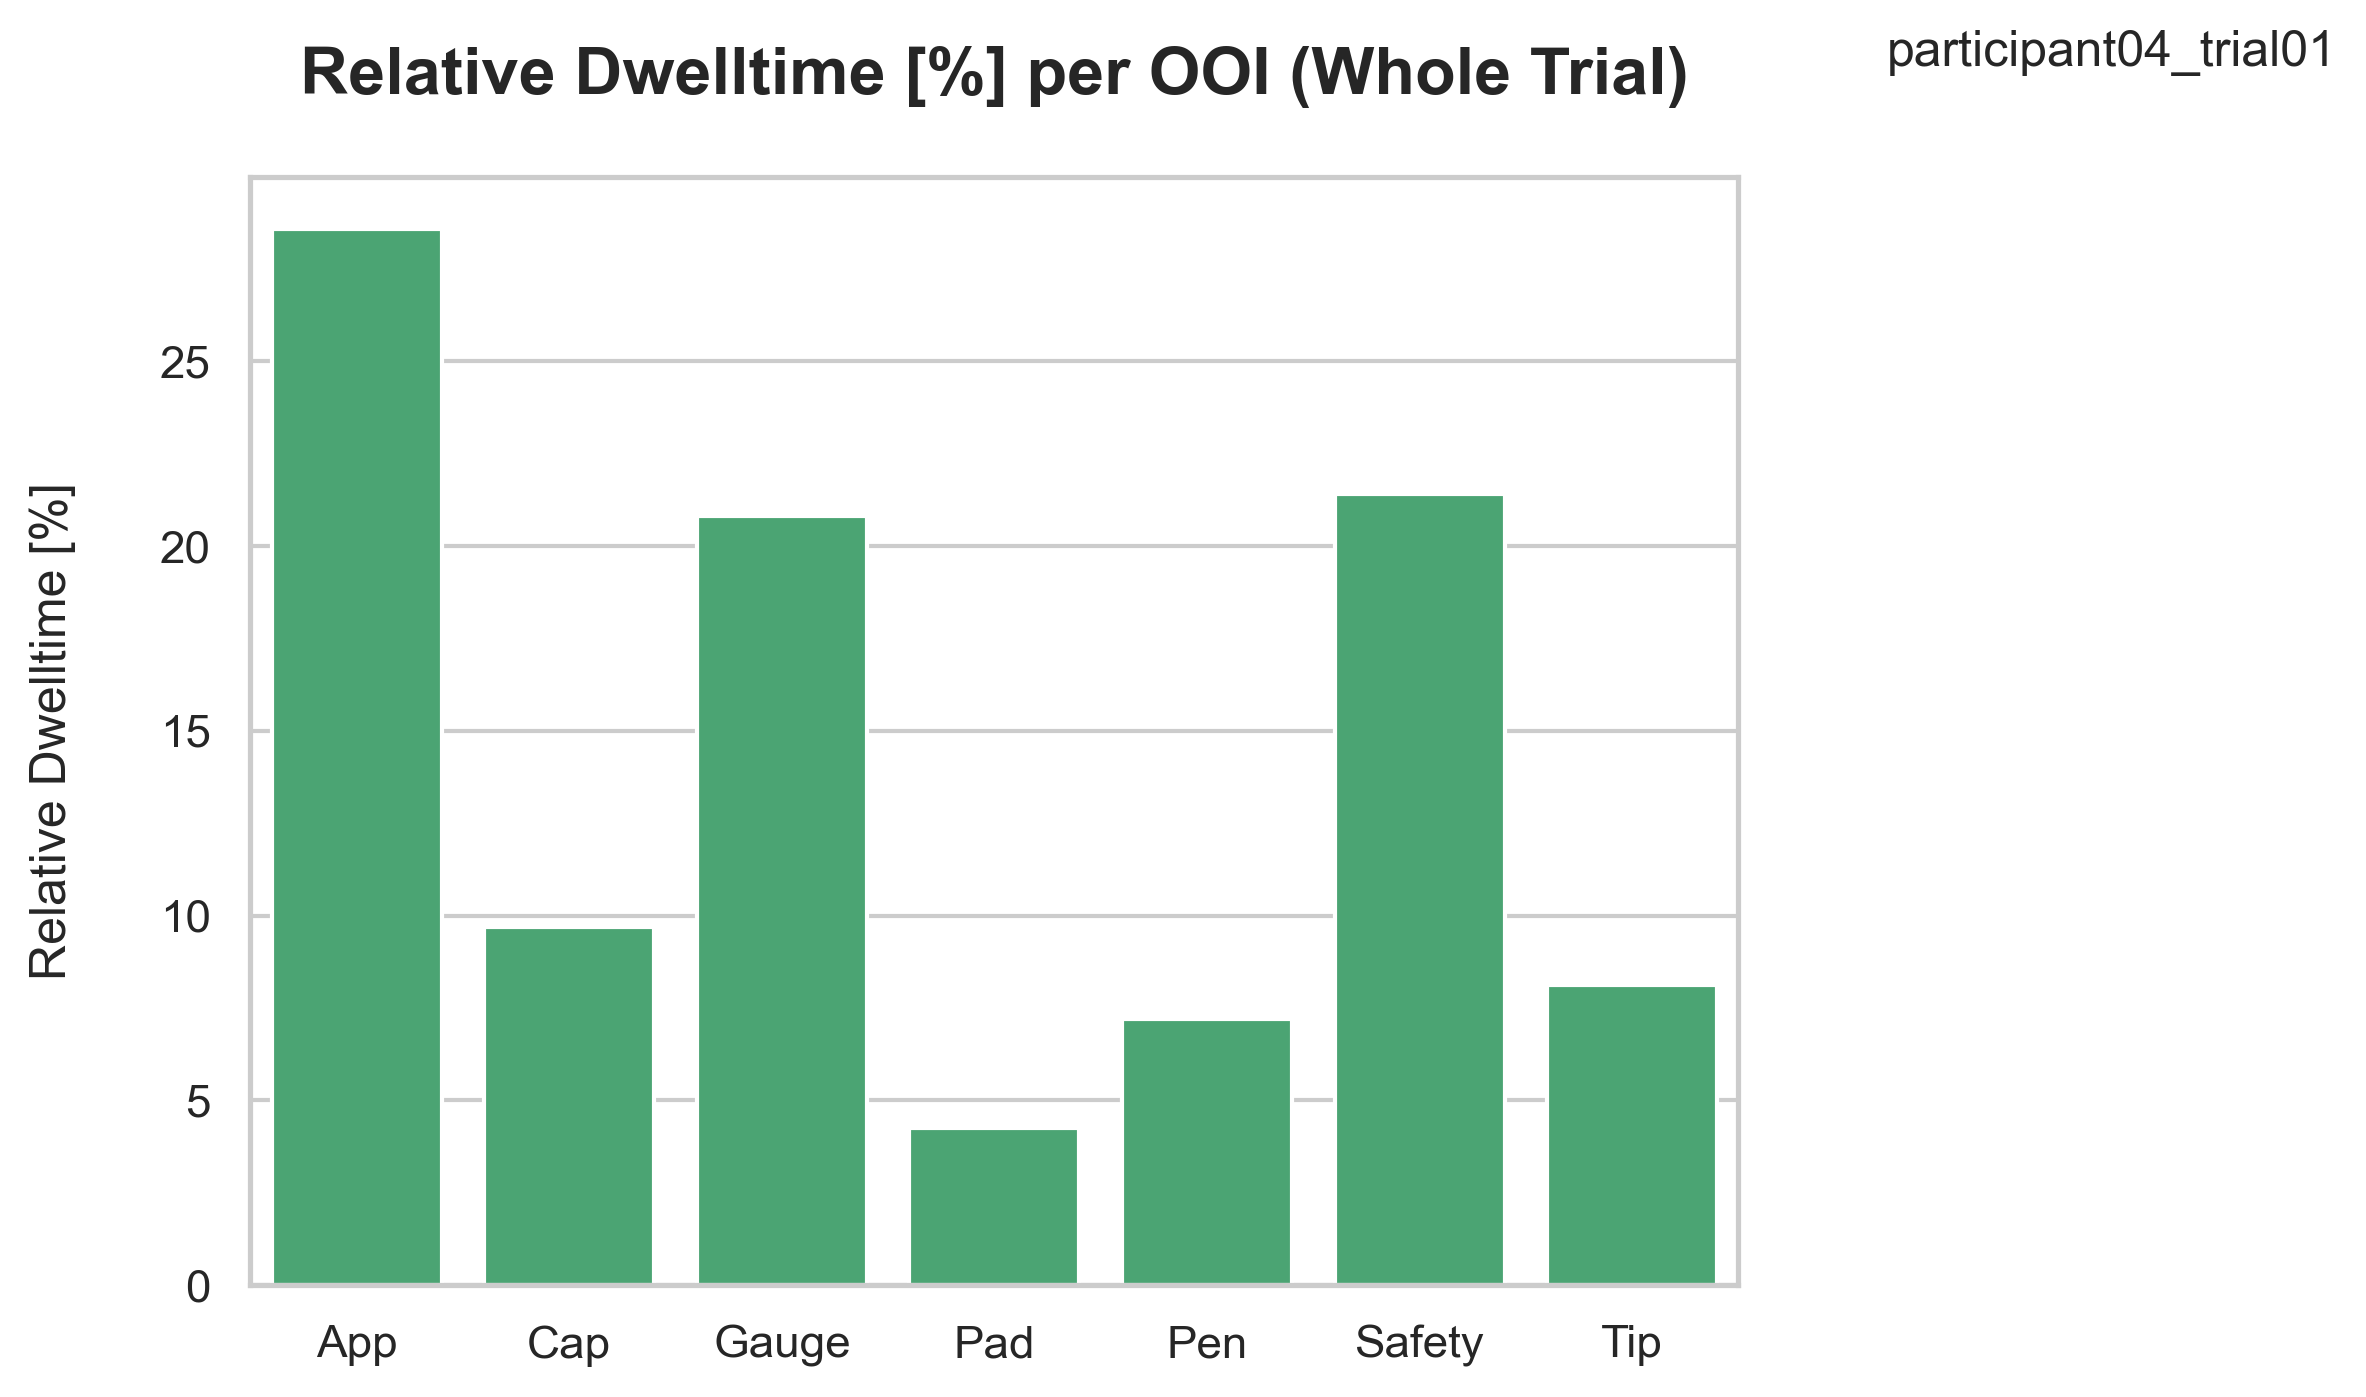 Relative Dwelltime [%] per OOI (Whole Trial)
participant04_trial01
Relative Dwelltime [%]
25
20
15
10
5
0
App Cap Gauge Pad Pen Safety Tip